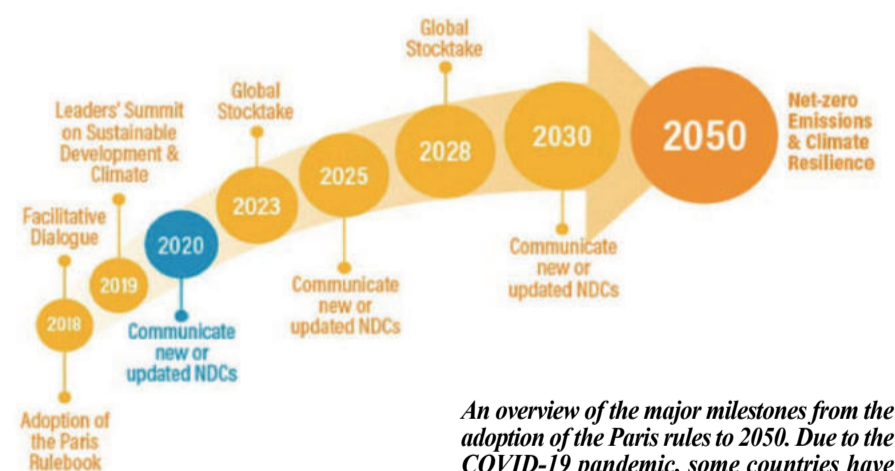 Facilitative
Dialogue
2018
Adoption of
the Paris
Rulebook
Leaders' Summit
on Sustainable
Development &
Climate
2019
2020
Communicate
new or
updated NDCs
Global
Stocktake
2023
2025
Communicate
new or
updated NDCs
Global
Stocktake
2028
2030
Communicate
new or
updated NDCs
2050
Net-zero
Emissions
& Climate
Resilience
An overview of the major milestones from the
adoption of the Paris rules to 2050. Due to the
COVID-19 pandemic, some countries have